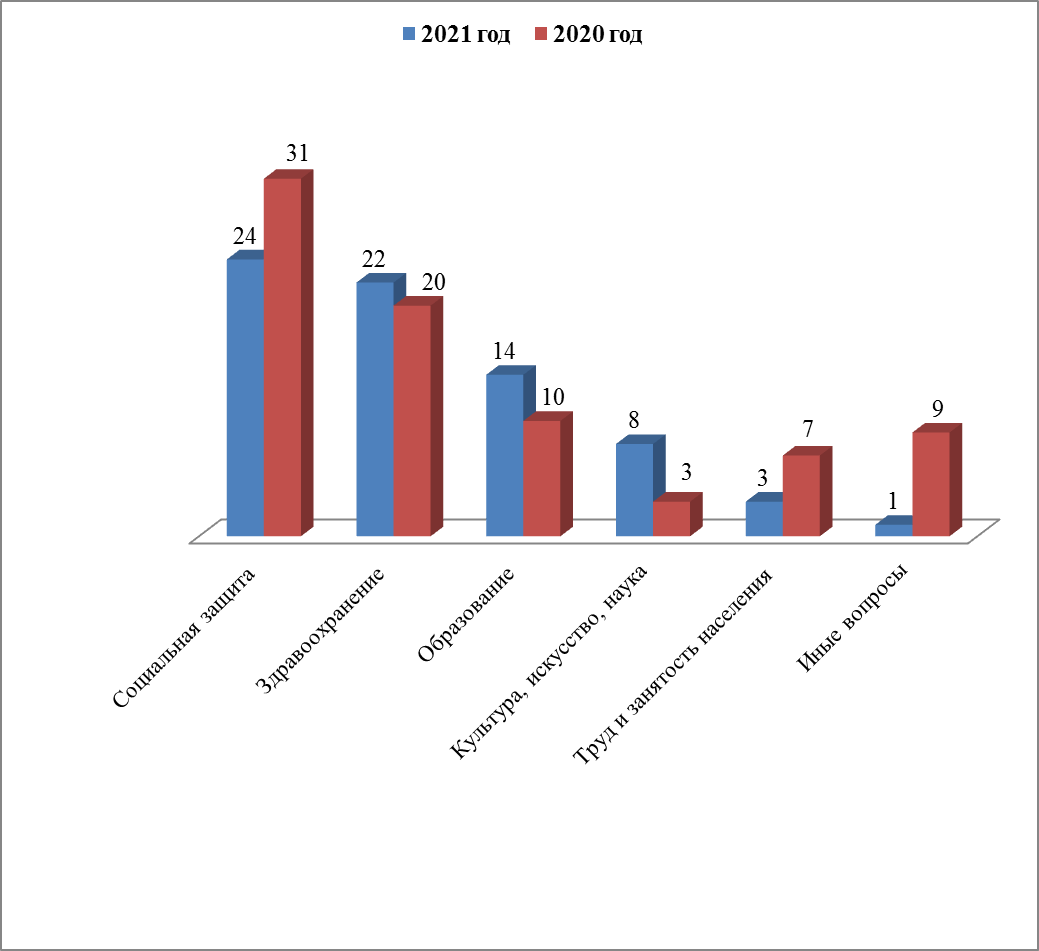 2021 год 2020 год
31
24
22
20
14
10
8
3
3
7
1
9
Социальная защита
Здравоохранение
Образование
Культура, искусство, наука
Труд и занятость населения
Иные вопросы